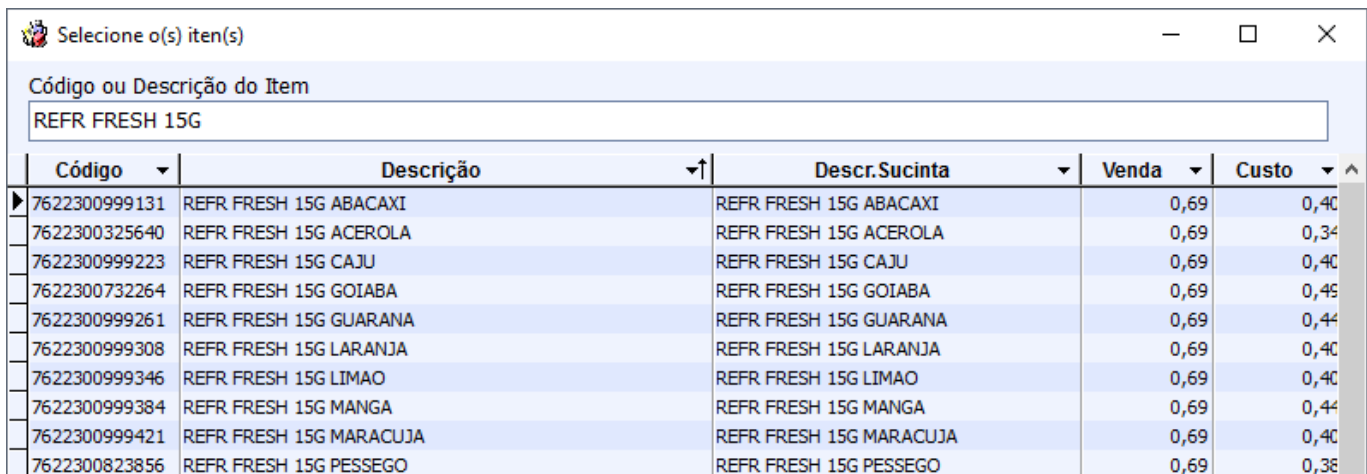 Selecione o(s) iten(s)
Código ou Descrição do Item
REFR FRESH 15G
Código Descrição Descr.Sucinta Venda Custo
7622300999131 REFR FRESH 15G ABACAXI REFR FRESH 15G ABACAXI 0,69 0,40
7622300325640 REFR FRESH 15G ACEROLA REFR FRESH 15G ACEROLA 0,69 0,34
7622300999223 REFR FRESH 15G CAJU REFR FRESH 15G CAJU 0,69 0,40
7622300732264 REFR FRESH 15G GOIABA REFR FRESH 15G GOIABA 0,69 0,49
7622300999261 REFR FRESH 15G GUARANA REFR FRESH 15G GUARANA 0,69 0,44
7622300999308 REFR FRESH 15G LARANJA REFR FRESH 15G LARANJA 0,69 0,40
7622300999346 REFR FRESH 15G LIMAO REFR FRESH 15G LIMAO 0,69 0,40
7622300999384 REFR FRESH 15G MANGA REFR FRESH 15G MANGA 0,69 0,44
7622300999421 REFR FRESH 15G MARACUJA REFR FRESH 15G MARACUJA 0,69 0,40
7622300823856 REFR FRESH 15G PESSEGO REFR FRESH 15G PESSEGO 0,69 0,38